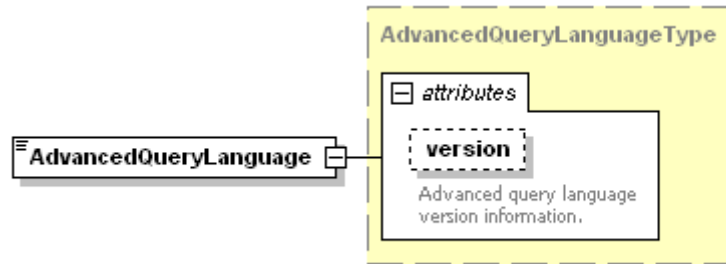 AdvancedQueryLanguageType
attributes
AdvancedQueryLanguage
version
Advanced query language
version information.